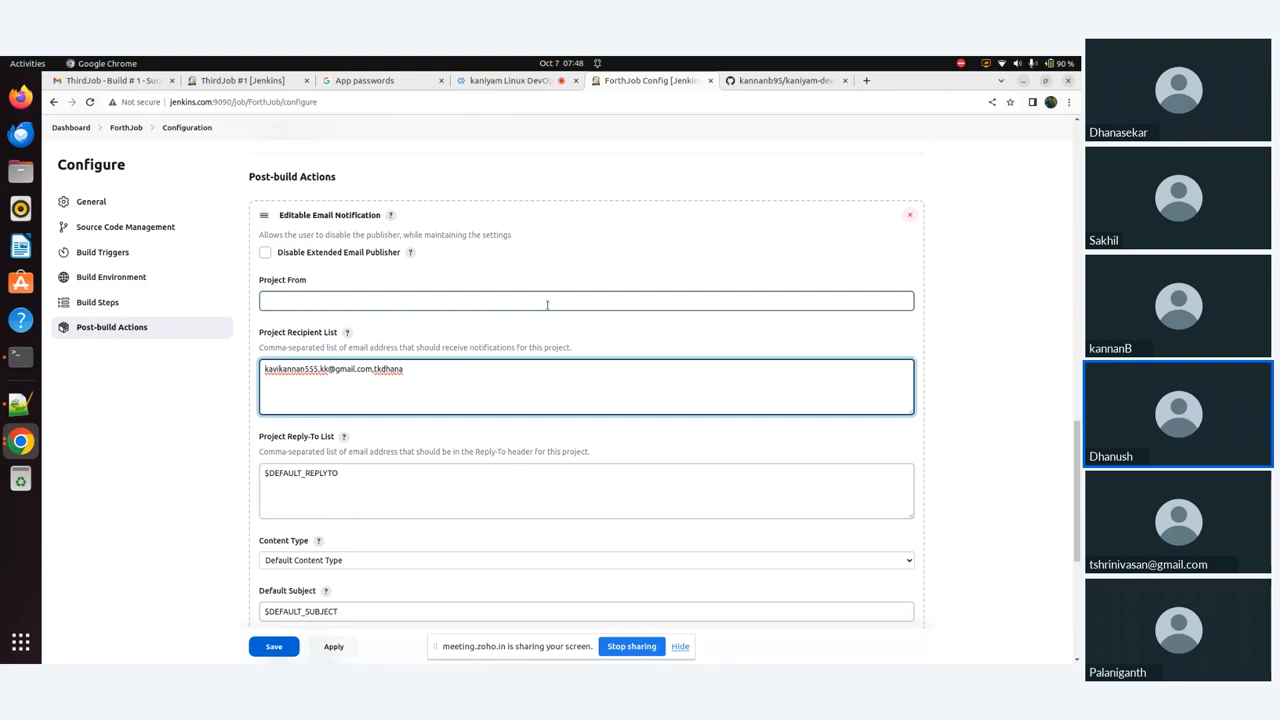 Activities
Google Chrome
Oct 7 07:48
90 %
ThirdJob - Build # 1 - Suc
ThirdJob #1 [Jenkins]
App passwords
kaniyam Linux DevO
ForthJob Config [Jenkin
kannanb95/kaniyam-dev
Not secure
jenkins.com:9090/job/ForthJob/configure
Dashboard
ForthJob
Configuration
Configure
General
Source Code Management
Build Triggers
Build Environment
Build Steps
Post-build Actions
Post-build Actions
Editable Email Notification ?
Allows the user to disable the publisher, while maintaining the settings
Disable Extended Email Publisher ?
Project From
Project Recipient List ?
Comma-separated list of email address that should receive notifications for this project.
kavikannan555.kk@gmail.com,tkdhana
Project Reply-To List ?
Comma-separated list of email address that should be in the Reply-To header for this project.
$DEFAULT_REPLYTO
Content Type ?
Default Content Type
Default Subject ?
$DEFAULT_SUBJECT
Save
Apply
meeting.zoho.in is sharing your screen.
Stop sharing
Hide
Dhanasekar
Sakhil
kannanB
Dhanush
tshrinivasan@gmail.com
Palaniganth